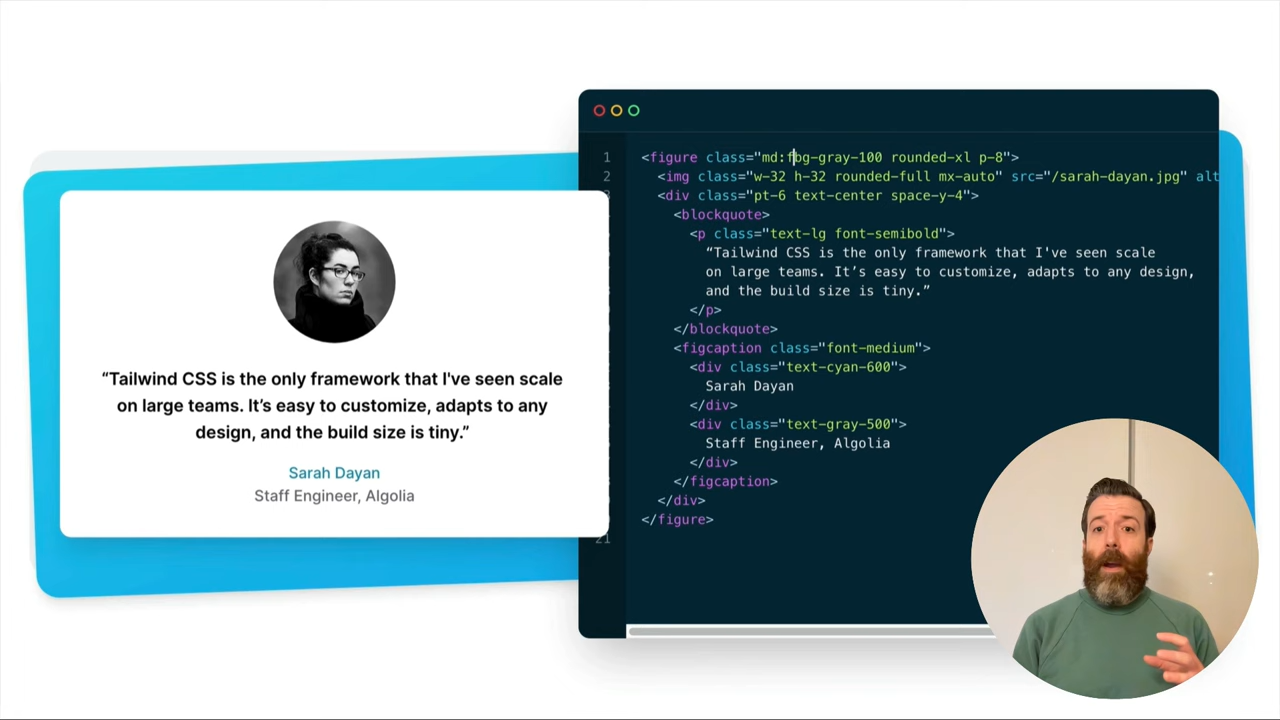 “Tailwind CSS is the only framework that I've seen scale
on large teams. It’s easy to customize, adapts to any
design, and the build size is tiny.”
Sarah Dayan
Staff Engineer, Algolia
1 <figure class="md:fbg-gray-100 rounded-xl p-8">
2 <img class="w-32 h-32 rounded-full mx-auto" src="/sarah-dayan.jpg" alt
<div class="pt-6 text-center space-y-4">
<blockquote>
<p class="text-lg font-semibold">
“Tailwind CSS is the only framework that I've seen scale
on large teams. It’s easy to customize, adapts to any design,
and the build size is tiny.”
</p>
</blockquote>
<figcaption class="font-medium">
<div class="text-cyan-600">
Sarah Dayan
</div>
<div class="text-gray-500">
Staff Engineer, Algolia
</div>
</figcaption>
</div>
</figure>
21